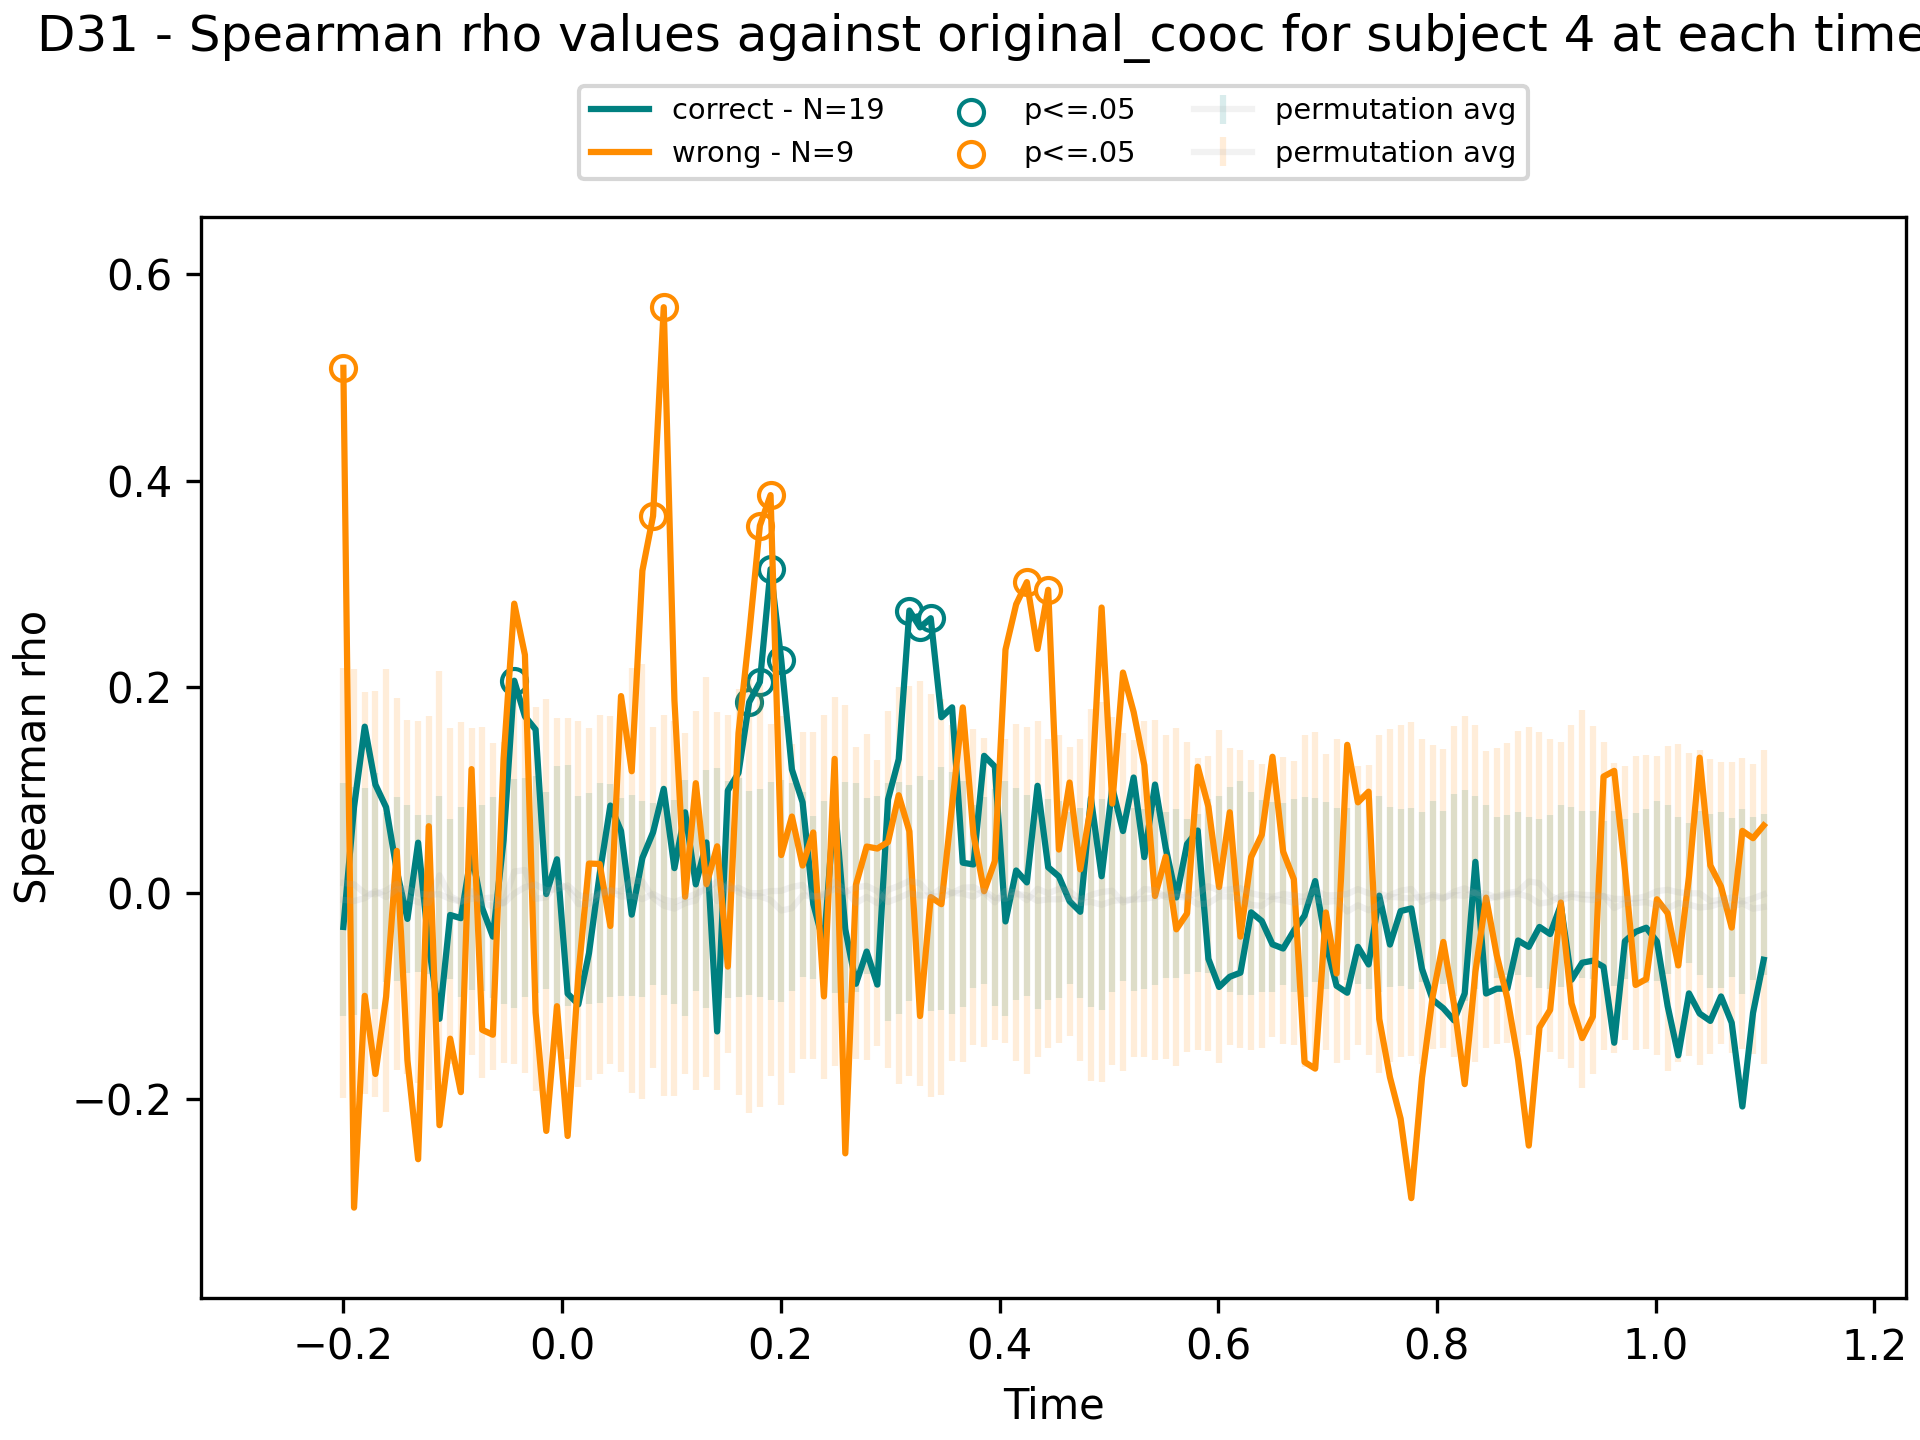 D31 - Spearman rho values against original_cooc for subject 4 at each time
correct - N=19
wrong - N=9
p<=.05
p<=.05
permutation avg
permutation avg
Spearman rho
0.6
0.4
0.2
0.0
−0.2
−0.2
0.0
0.2
0.4
0.6
0.8
1.0
1.2
Time